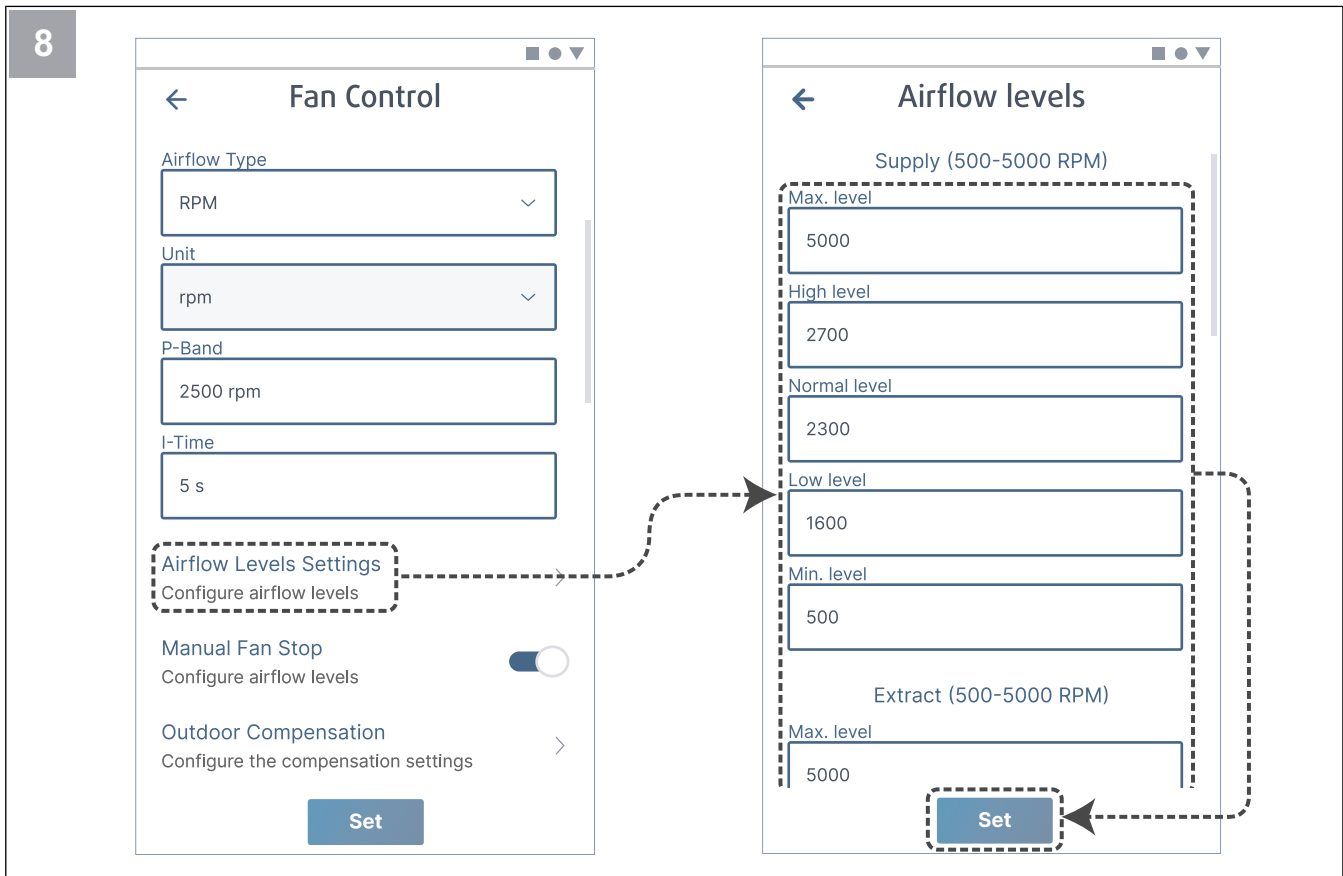 8
Fan Control
Airflow Type
RPM
Unit
rpm
P-Band
2500 rpm
I-Time
5 s
Airflow Levels Settings
Configure airflow levels
Manual Fan Stop
Configure airflow levels
Outdoor Compensation
Configure the compensation settings
Set
Airflow levels
Supply (500-5000 RPM)
Max. level
5000
High level
2700
Normal level
2300
Low level
1600
Min. level
500
Extract (500-5000 RPM)
Max. level
5000
Set